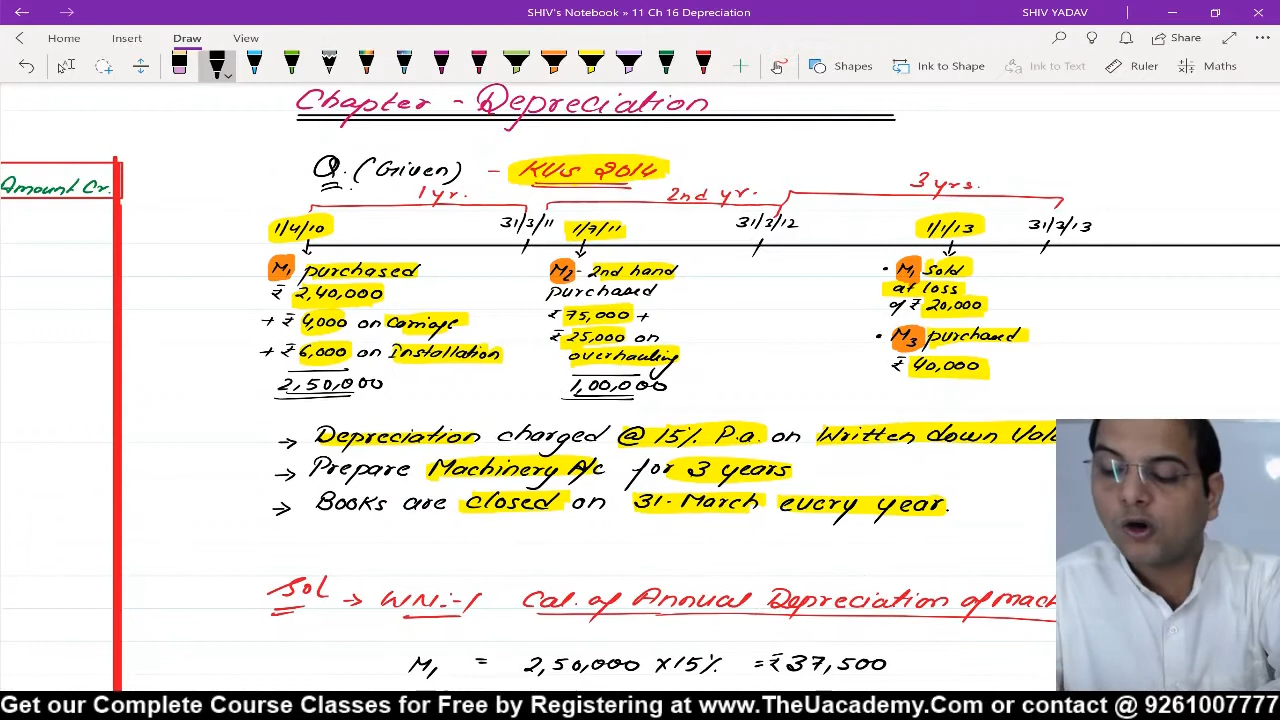 SHIV's Notebook » 11 Ch 16 Depreciation
SHIV YADAV
Home Insert Draw View
Share
Shapes Ink to Shape Ink to Text Ruler Maths
Chapter - Depreciation
Amount Cr.
Q. (Given) - KVS 2014
1 yr. 2nd yr. 3 yrs.
1/4/10 31/3/11 1/7/11 31/3/12 1/1/13 31/3/13
M1 purchased
₹ 2,40,000
+ ₹ 4,000 on Carriage
+ ₹ 6,000 on Installation
2,50,000
M2 - 2nd hand
purchased
₹ 75,000 +
₹ 25,000 on
overhauling
1,00,000
• M1 sold
at loss
of ₹ 20,000
• M3 purchased
₹ 40,000
→ Depreciation charged @ 15% P.a. on Written down
→ Prepare Machinery A/c for 3 years
→ Books are closed on 31-March every year.
Sol → WN:-1 Cal. of Annual Depreciation of Mach
M1 = 2,50,000 x 15% = ₹ 37,500
Get our Complete Course Classes for Free by Registering at www.TheUacademy.com or contact @ 9261007777